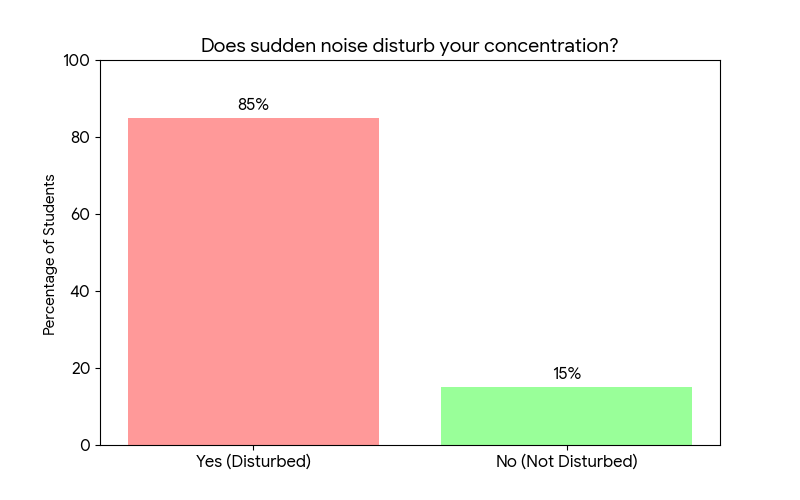 Does sudden noise disturb your concentration?
100
80
60
40
20
0
Percentage of Students
85%
15%
Yes (Disturbed)
No (Not Disturbed)